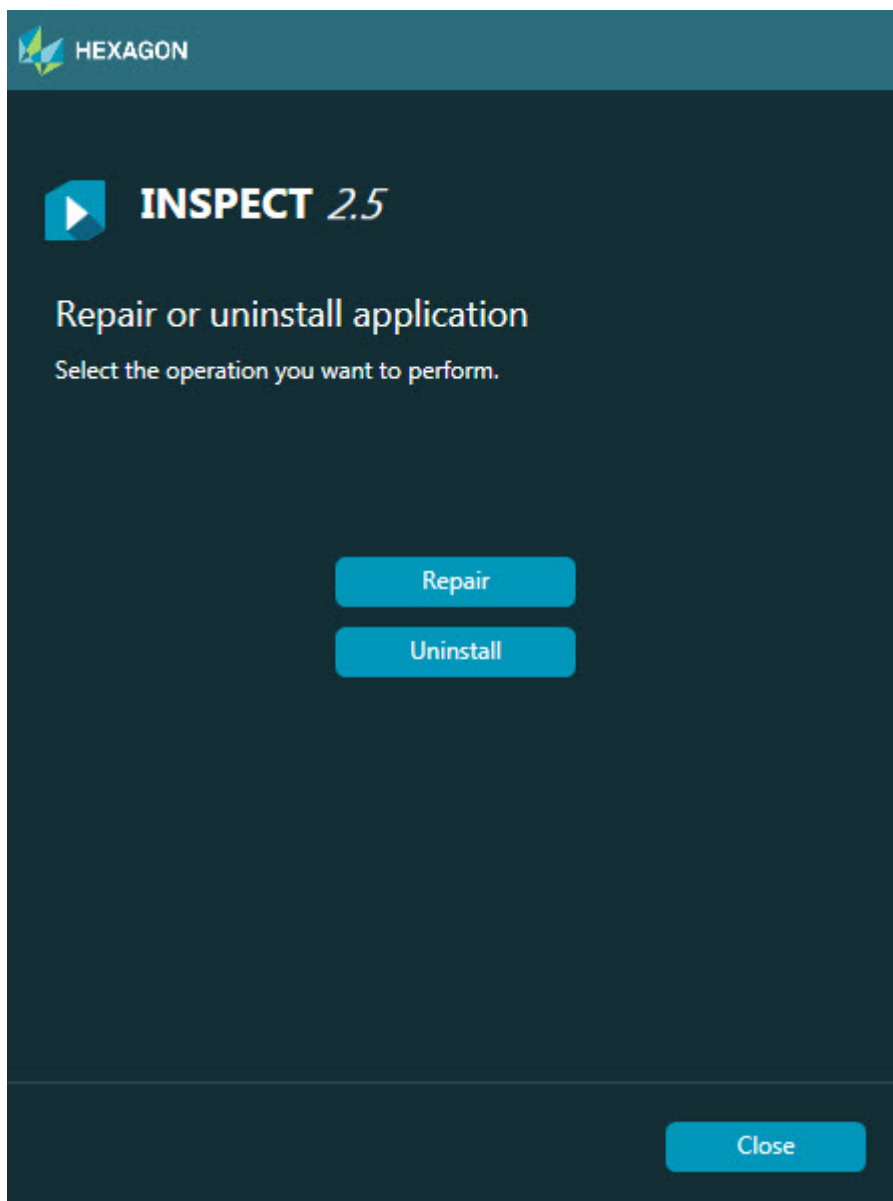 HEXAGON
INSPECT 2.5
Repair or uninstall application
Select the operation you want to perform.
Repair
Uninstall
Close